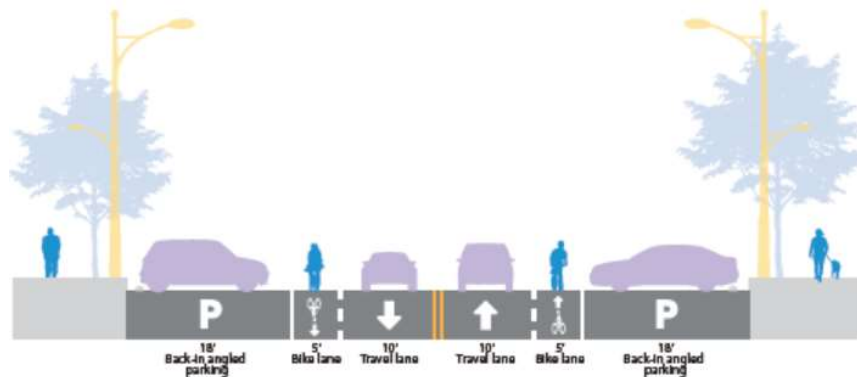 P
P
18'
Back-in angled
parking
5'
Bike lane
10'
Travel lane
10'
Travel lane
5'
Bike lane
18'
Back-in angled
parking